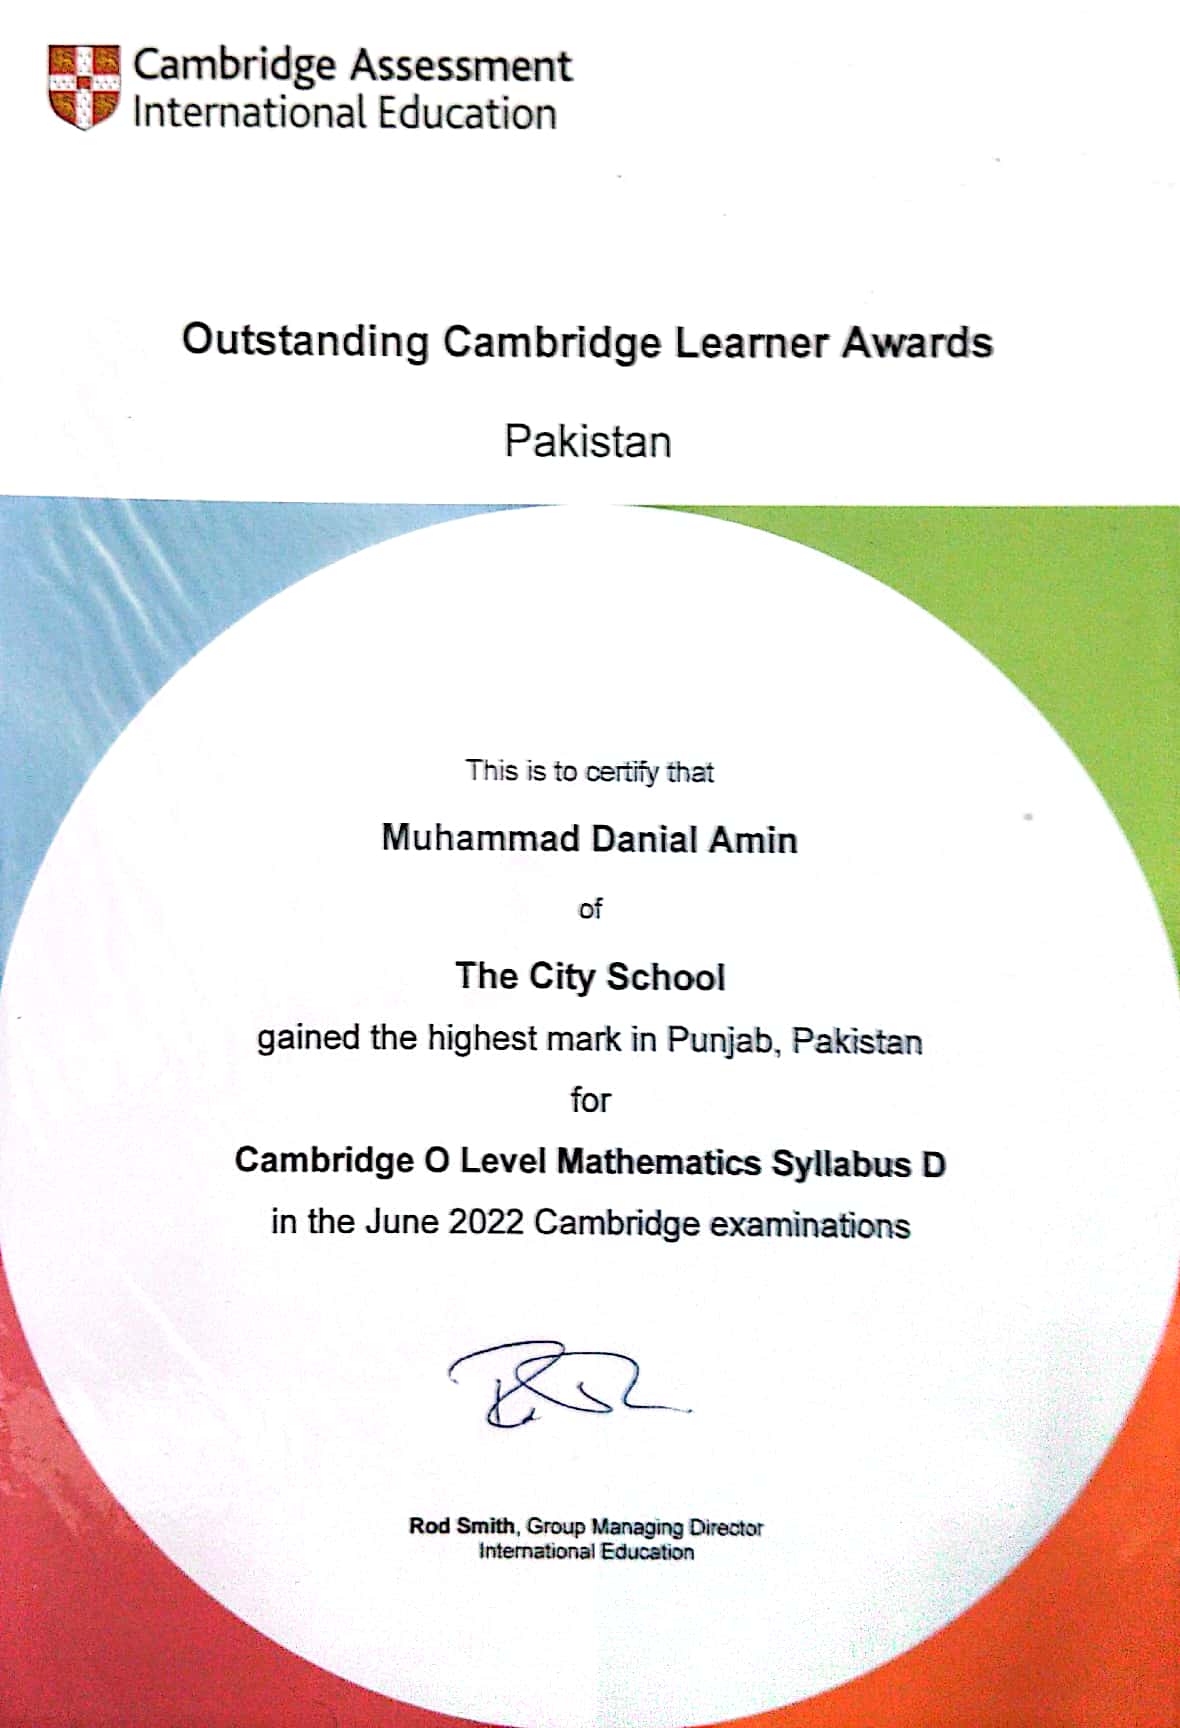 Cambridge Assessment
International Education
Outstanding Cambridge Learner Awards
Pakistan
This is to certify that
Muhammad Danial Amin
of
The City School
gained the highest mark in Punjab, Pakistan
for
Cambridge O Level Mathematics Syllabus D
in the June 2022 Cambridge examinations
Rod Smith, Group Managing Director
International Education